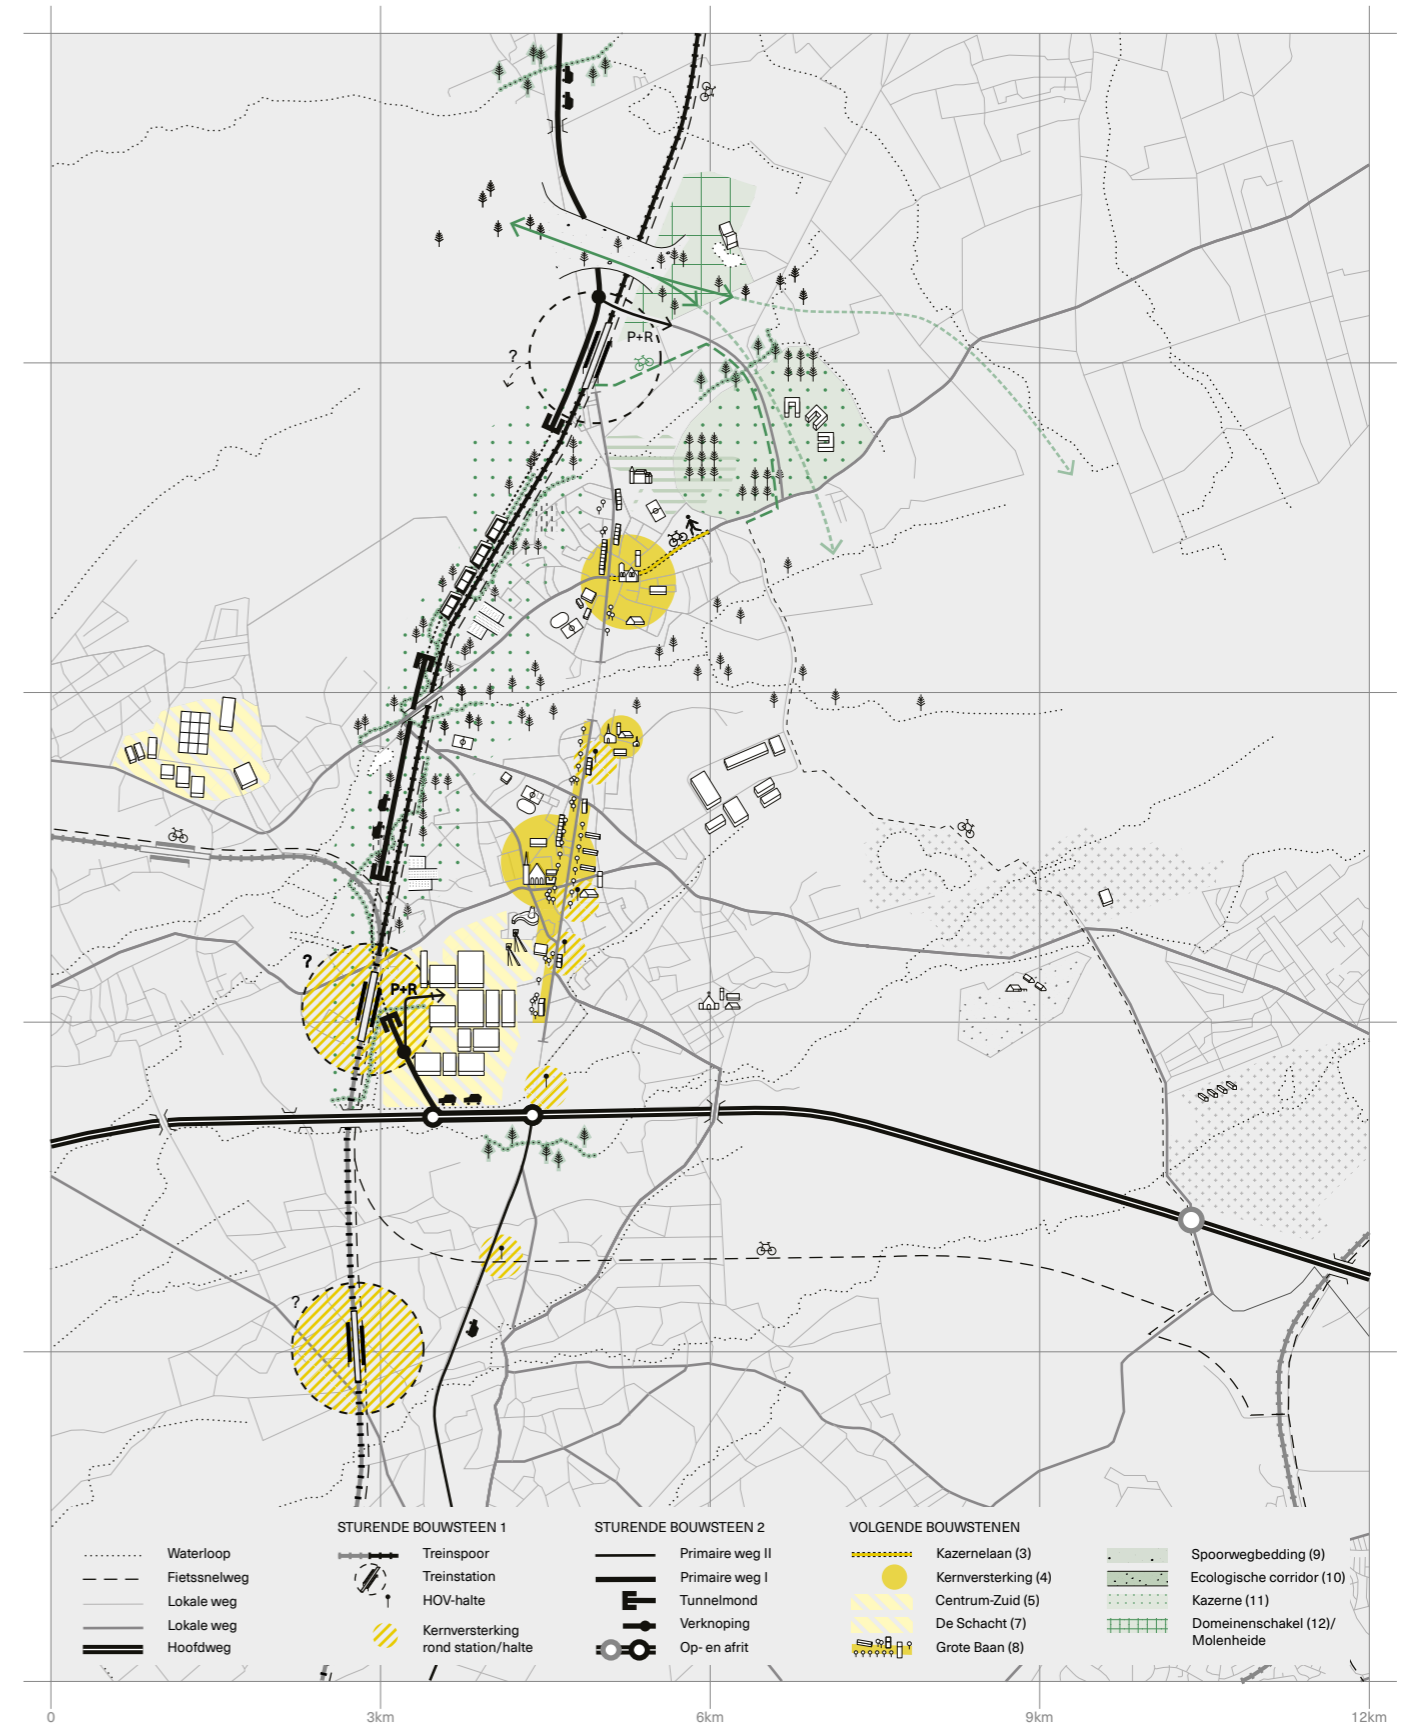 P+R
?
?
P+R
?
STURENDE BOUWSTEEN 1
STURENDE BOUWSTEEN 2
VOLGENDE BOUWSTENEN
Waterloop
Fietssnelweg
Lokale weg
Lokale weg
Hoofdweg
Treinspoor
Treinstation
HOV-halte
Kernversterking
rond station/halte
Primaire weg II
Primaire weg I
Tunnelmond
Verknoping
Op- en afrit
Kazernelaan (3)
Kernversterking (4)
Centrum-Zuid (5)
De Schacht (7)
Grote Baan (8)
Spoorwegbedding (9)
Ecologische corridor (10)
Kazerne (11)
Domeinenschakel (12)/
Molenheide
0
3km
6km
9km
12km